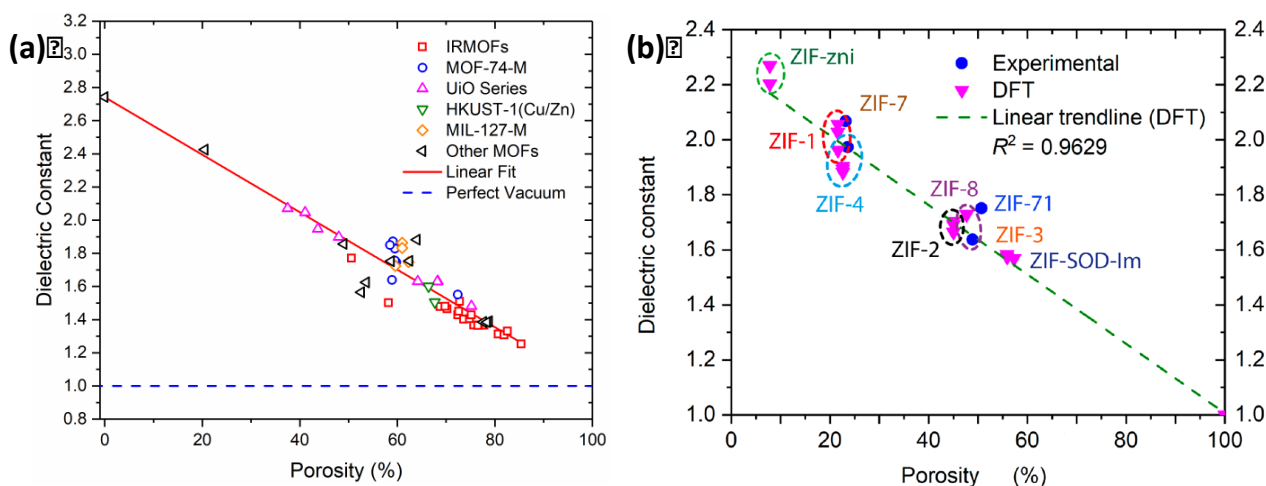 (a)
3.2
3.0
2.8
2.6
2.4
2.2
2.0
1.8
1.6
1.4
1.2
1.0
0.8
Dielectric Constant
IRMOFs
MOF-74-M
UiO Series
HKUST-1(Cu/Zn)
MIL-127-M
Other MOFs
Linear Fit
Perfect Vacuum
0 20 40 60 80 100
Porosity (%)
(b)
2.4
2.2
2.0
1.8
1.6
1.4
1.2
1.0
Dielectric constant
ZIF-zni
ZIF-7
ZIF-1
ZIF-4
ZIF-8
ZIF-71
ZIF-2
ZIF-3
ZIF-SOD-Im
Experimental
DFT
Linear trendline (DFT)
R² = 0.9629
2.4
2.2
2.0
1.8
1.6
1.4
1.2
1.0
0 20 40 60 80 100
Porosity (%)